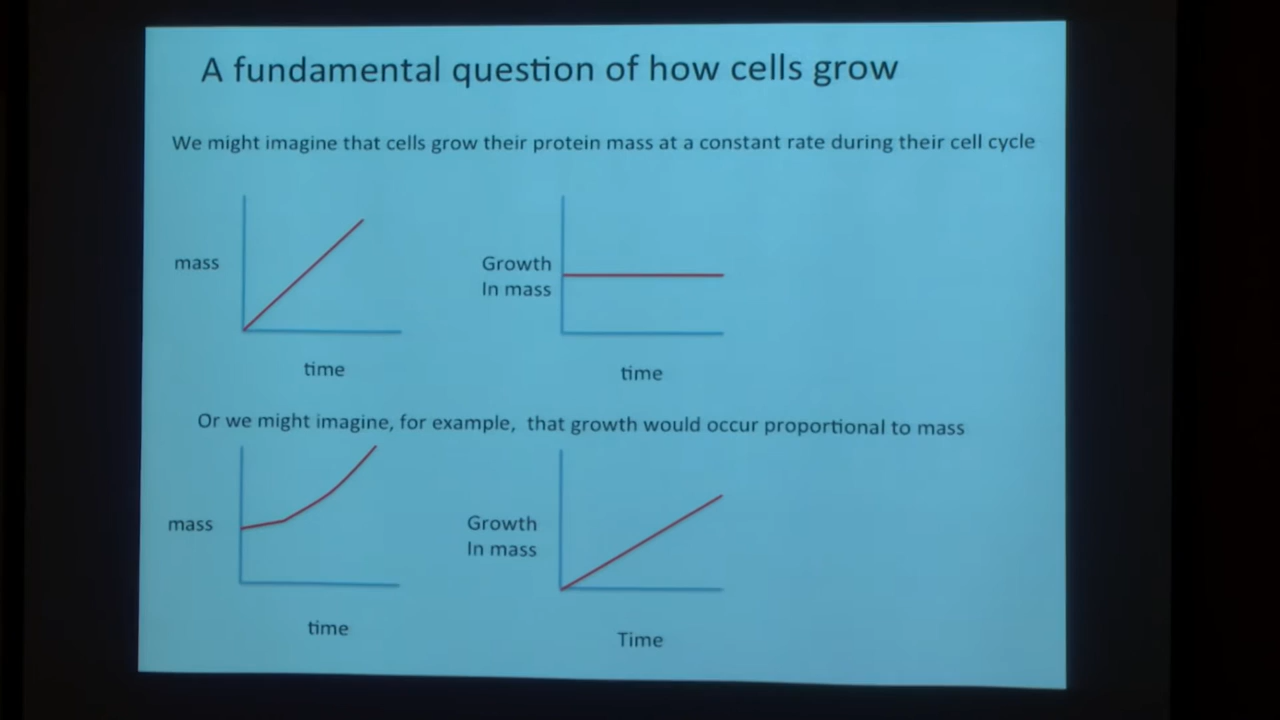 A fundamental question of how cells grow
We might imagine that cells grow their protein mass at a constant rate during their cell cycle
mass
Growth
In mass
time
time
Or we might imagine, for example, that growth would occur proportional to mass
mass
Growth
In mass
time
Time